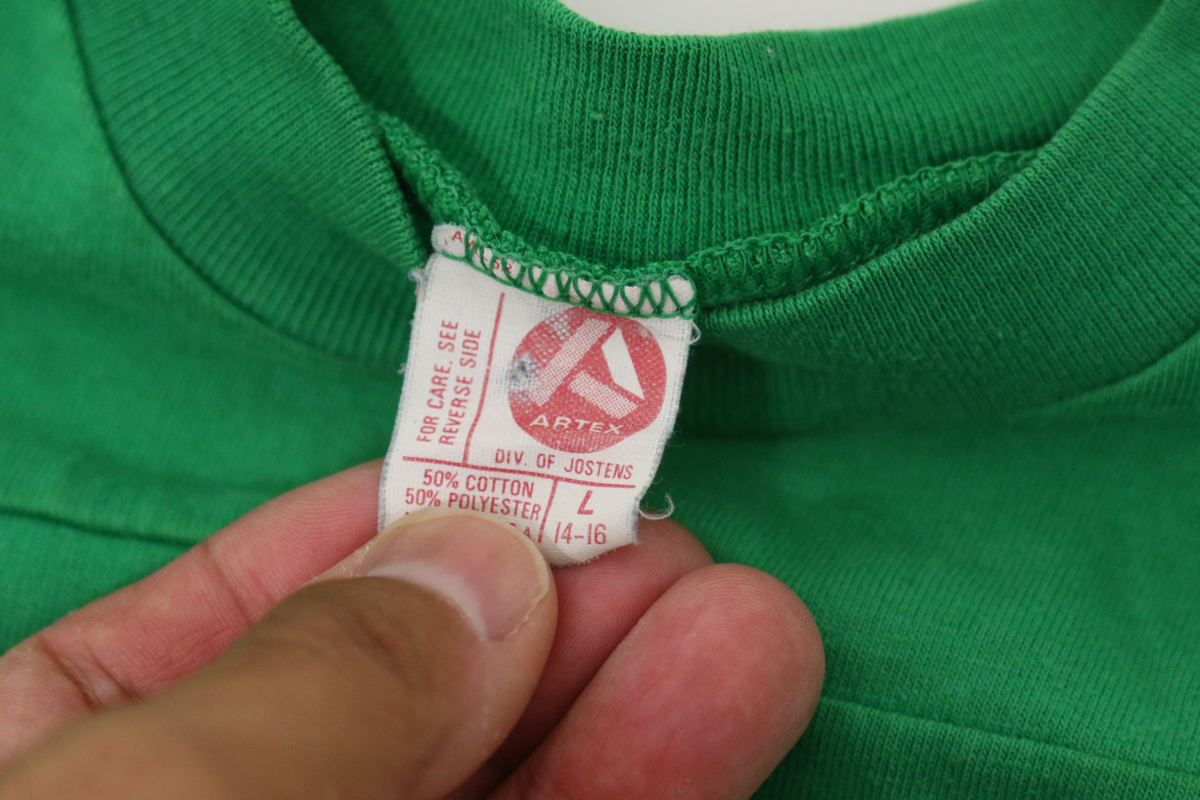 FOR CARE, SEE
REVERSE SIDE
ARTEX
DIV. OF JOSTENS
50% COTTON
50% POLYESTER
L
14-16